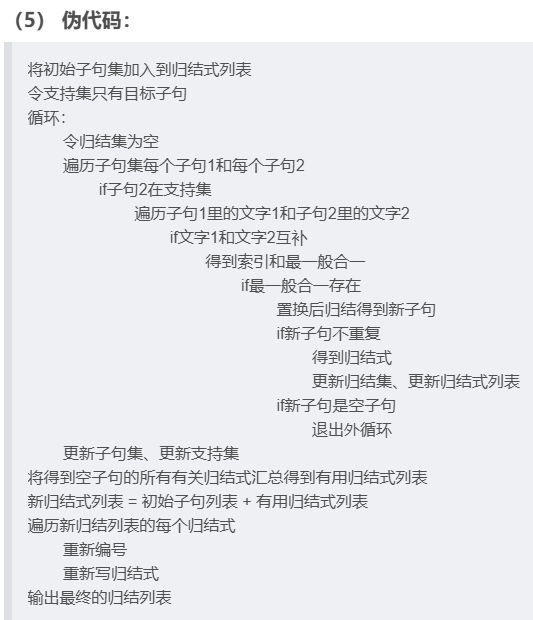 （5） 伪代码：
将初始子句集加入到归结式列表
令支持集只有目标子句
循环：
令归结集为空
遍历子句集每个子句1和每个子句2
if子句2在支持集
遍历子句1里的文字1和子句2里的文字2
if文字1和文字2互补
得到索引和最一般合一
if最一般合一存在
置换后归结得到新子句
if新子句不重复
得到归结式
更新归结集、更新归结式列表
if新子句是空子句
退出外循环
更新子句集、更新支持集
将得到空子句的所有有关归结式汇总得到有用归结式列表
新归结式列表 = 初始子句列表 + 有用归结式列表
遍历新归结列表的每个归结式
重新编号
重新写归结式
输出最终的归结列表